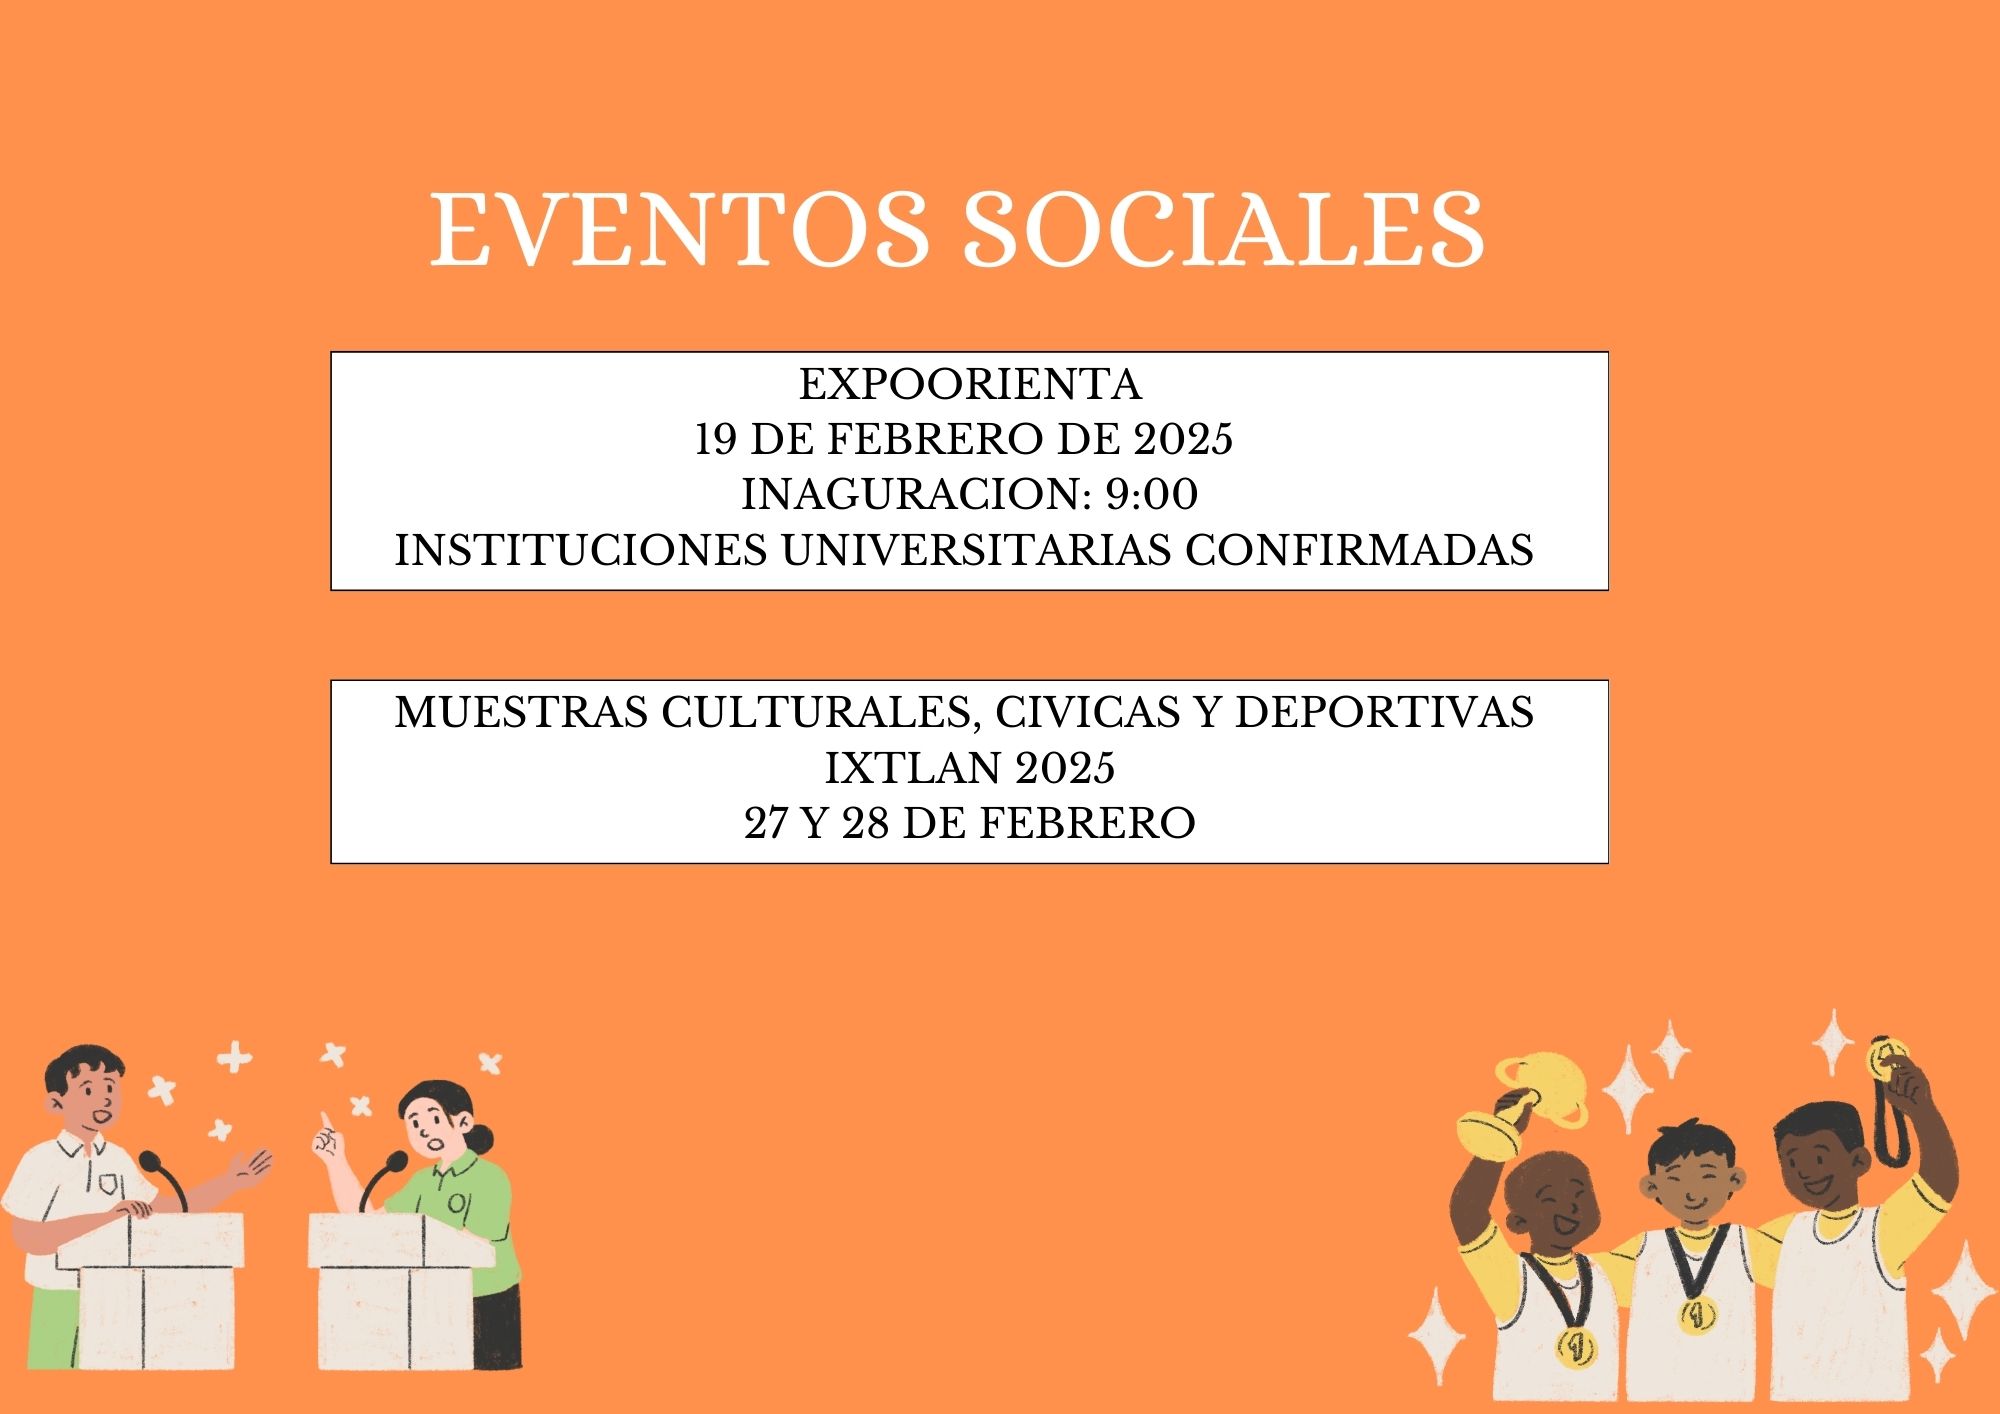 EVENTOS SOCIALES
EXPOORIENTA
19 DE FEBRERO DE 2025
INAGURACION: 9:00
INSTITUCIONES UNIVERSITARIAS CONFIRMADAS
MUESTRAS CULTURALES, CIVICAS Y DEPORTIVAS
IXTLAN 2025
27 Y 28 DE FEBRERO